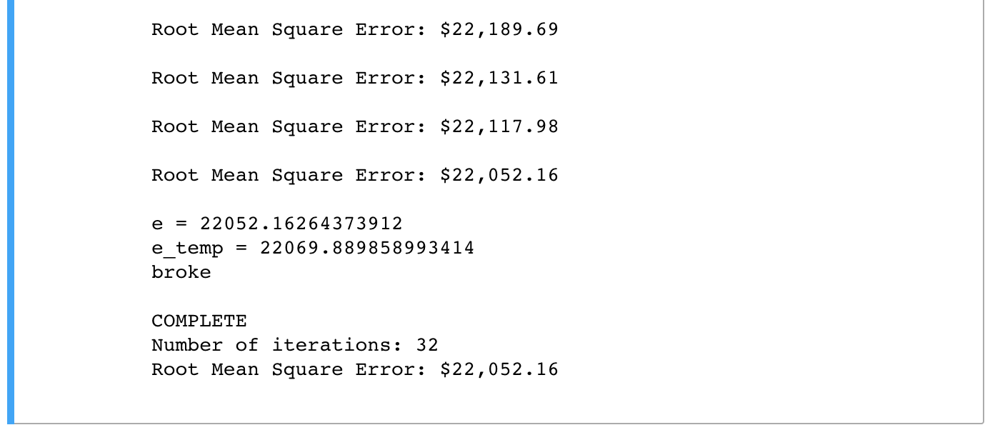 Root Mean Square Error: $22,189.69
Root Mean Square Error: $22,131.61
Root Mean Square Error: $22,117.98
Root Mean Square Error: $22,052.16
e = 22052.16264373912
e_temp = 22069.889858993414
broke
COMPLETE
Number of iterations: 32
Root Mean Square Error: $22,052.16